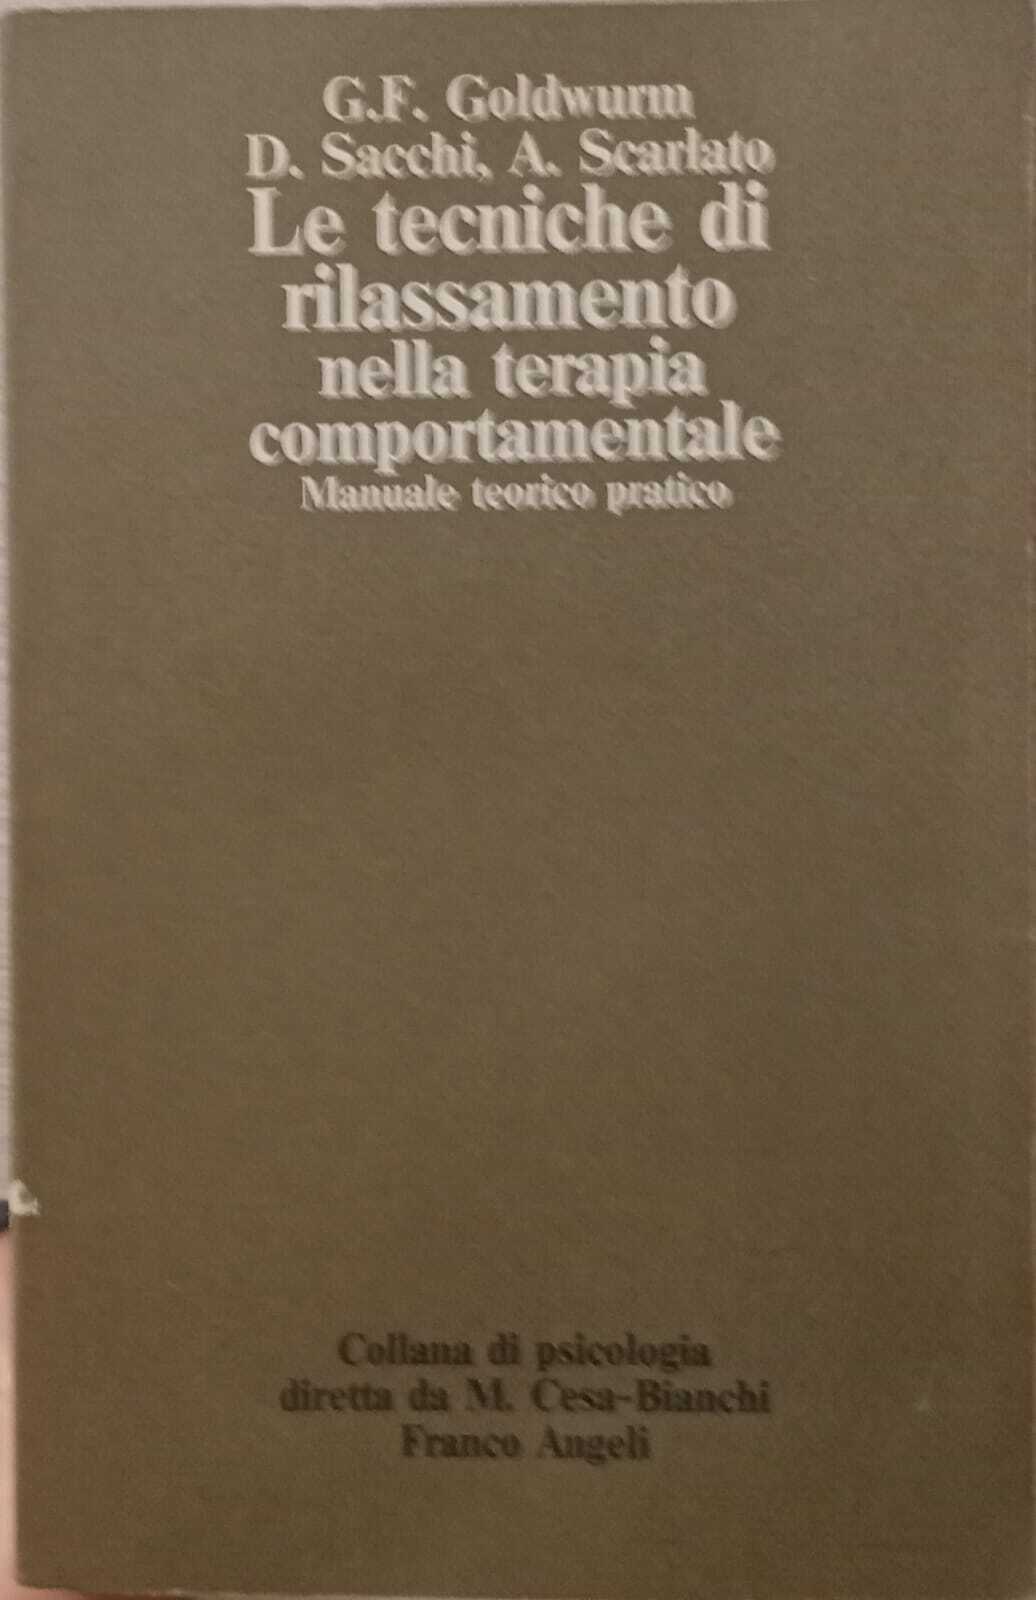 G.F. Goldwurm
D. Sacchi, A. Scarlato
Le tecniche di
rilassamento
nella terapia
comportamentale
Manuale teorico pratico
Collana di psicologia
diretta da M. Cesa-Bianchi
Franco Angeli